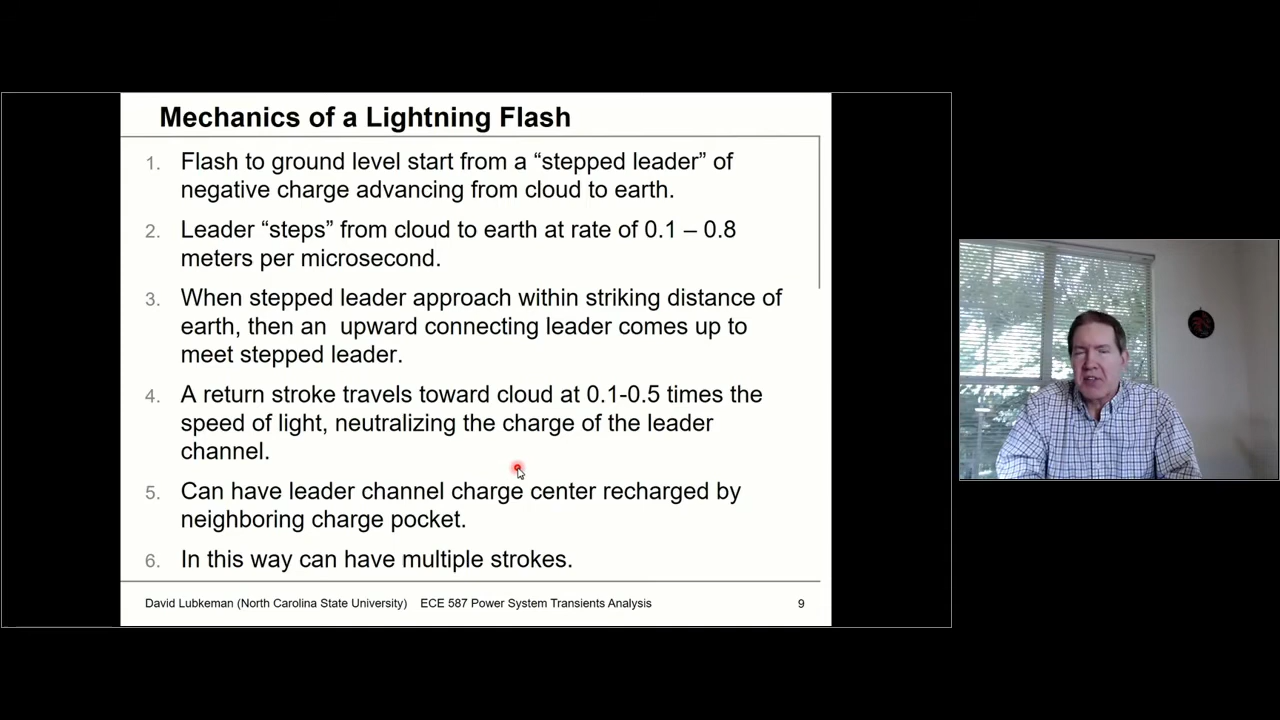 Mechanics of a Lightning Flash
1. Flash to ground level start from a “stepped leader” of
negative charge advancing from cloud to earth.
2. Leader “steps” from cloud to earth at rate of 0.1 – 0.8
meters per microsecond.
3. When stepped leader approach within striking distance of
earth, then an  upward connecting leader comes up to
meet stepped leader.
4. A return stroke travels toward cloud at 0.1-0.5 times the
speed of light, neutralizing the charge of the leader
channel.
5. Can have leader channel charge center recharged by
neighboring charge pocket.
6. In this way can have multiple strokes.
David Lubkeman (North Carolina State University) ECE 587 Power System Transients Analysis 9